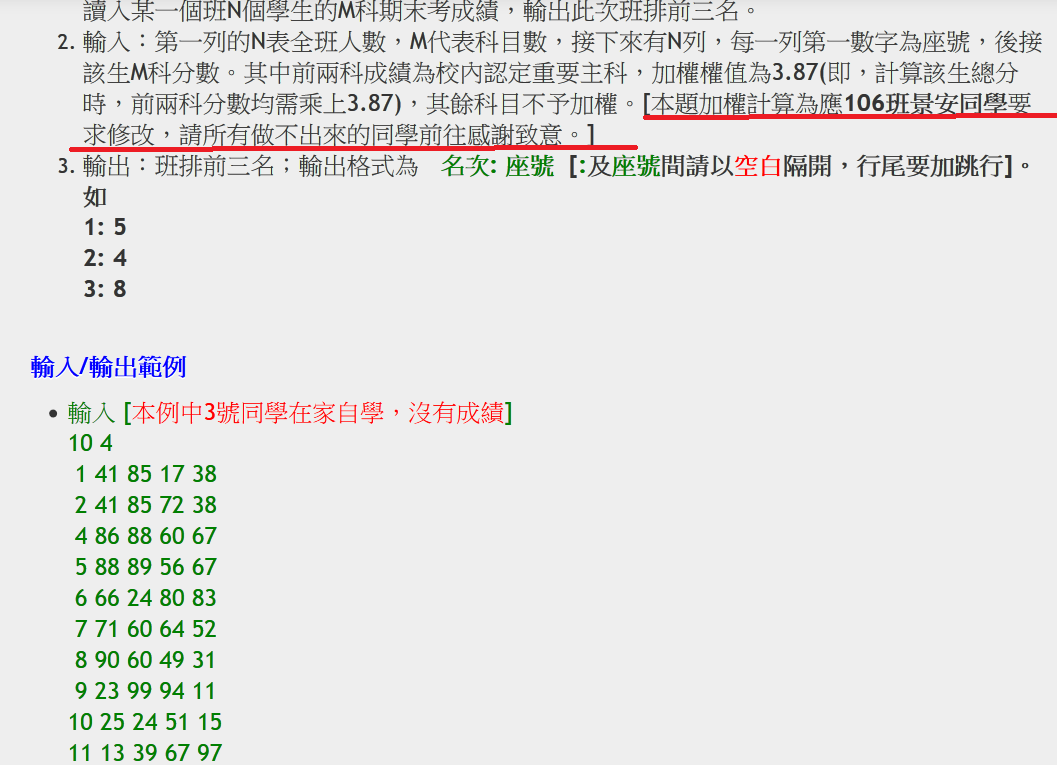 讀入某一個班N個學生的M科期末考成績，輸出此次班排前三名。
2. 輸入：第一列的N表全班人數，M代表科目數，接下來有N列，每一列第一數字為座號，後接
該生M科分數。其中前兩科成績為校內認定重要主科，加權權值為3.87(即，計算該生總分
時，前兩科分數均需乘上3.87)，其餘科目不予加權。[本題加權計算為應106班景安同學要
求修改，請所有做不出來的同學前往感謝致意。]
3. 輸出：班排前三名；輸出格式為 名次: 座號 [:及座號間請以空白隔開，行尾要加跳行]。
如
1: 5
2: 4
3: 8
輸入/輸出範例
• 輸入 [本例中3號同學在家自學，沒有成績]
10 4
1 41 85 17 38
2 41 85 72 38
4 86 88 60 67
5 88 89 56 67
6 66 24 80 83
7 71 60 64 52
8 90 60 49 31
9 23 99 94 11
10 25 24 51 15
11 13 39 67 97